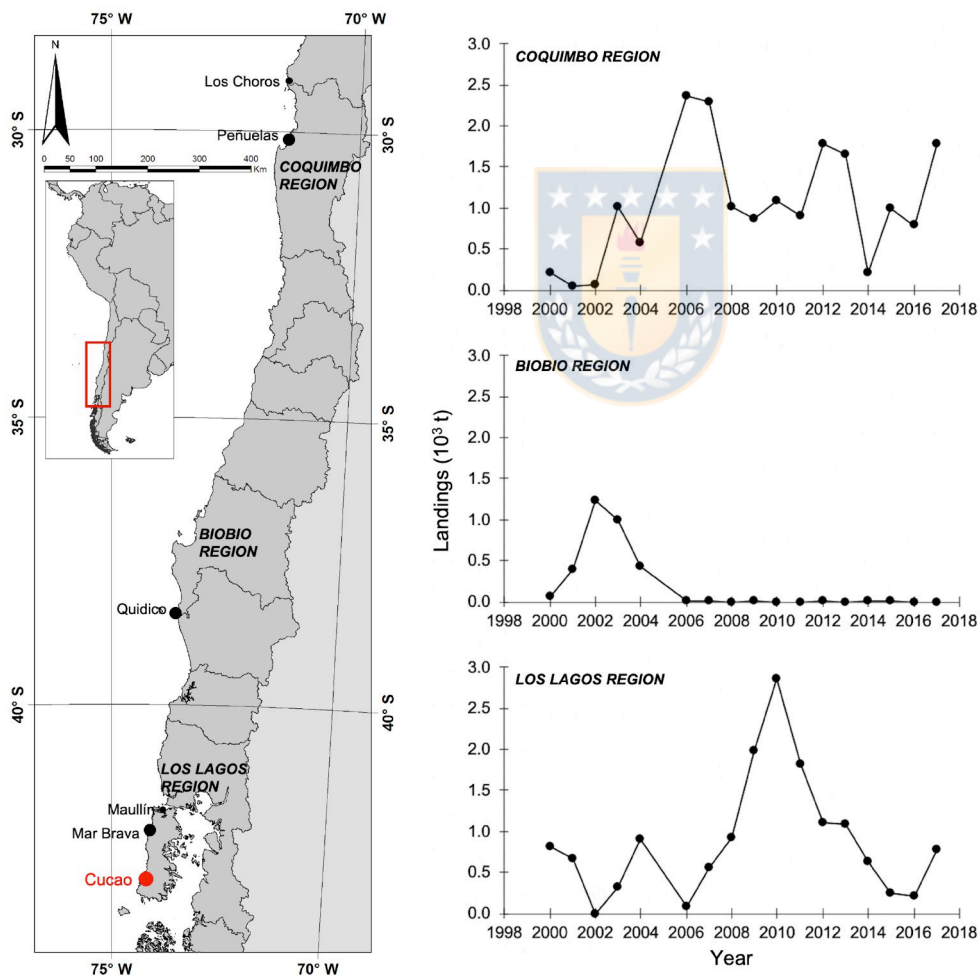 75° W
70° W
N
Los Choros
30° S
Peñuelas
30° S
0 50 100 200 300 400
Km
COQUIMBO
REGION
35° S
35° S
BIOBIO
REGION
Quidico
40° S
40° S
LOS LAGOS
REGION
Maullín
Mar Brava
Cucao
75° W
70° W
COQUIMBO REGION
3.0
2.5
2.0
1.5
1.0
0.5
0.0
1998 2000 2002 2004 2006 2008 2010 2012 2014 2016 2018
BIOBIO REGION
3.0
2.5
2.0
1.5
1.0
0.5
0.0
1998 2000 2002 2004 2006 2008 2010 2012 2014 2016 2018
Landings (10³ t)
LOS LAGOS REGION
3.0
2.5
2.0
1.5
1.0
0.5
0.0
1998 2000 2002 2004 2006 2008 2010 2012 2014 2016 2018
Year